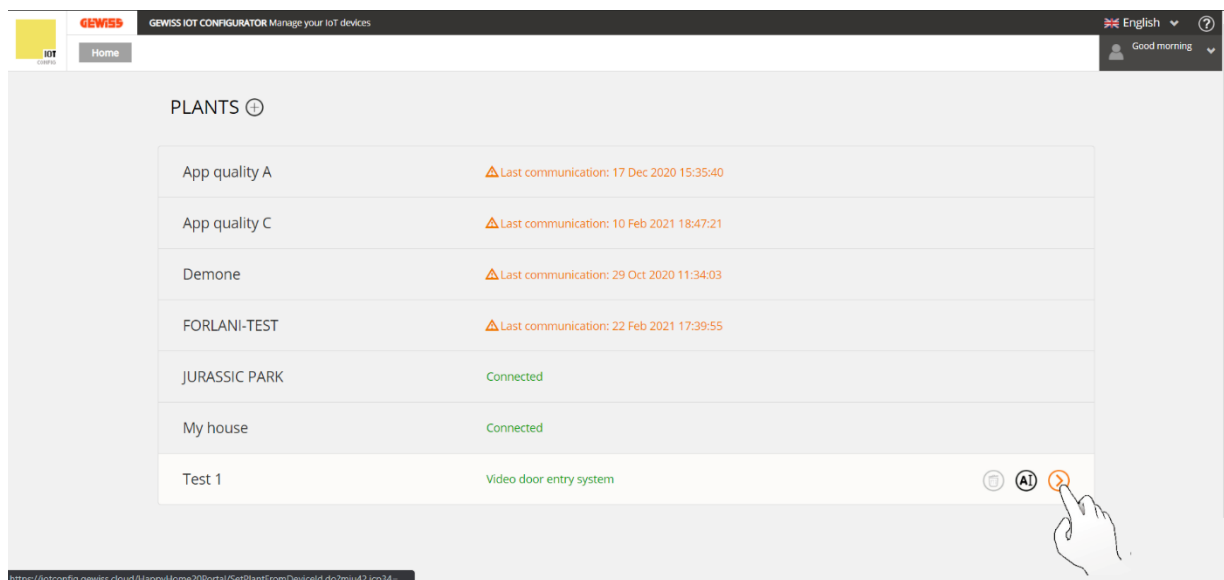 GEWISS GEWISS IOT CONFIGURATOR Manage your IoT devices English ?
IOT
CONFIG
Home Good morning
PLANTS
App quality A Last communication: 17 Dec 2020 15:35:40
App quality C Last communication: 10 Feb 2021 18:47:21
Demone Last communication: 29 Oct 2020 11:34:03
FORLANI-TEST Last communication: 22 Feb 2021 17:39:55
JURASSIC PARK Connected
My house Connected
Test 1 Video door entry system AI